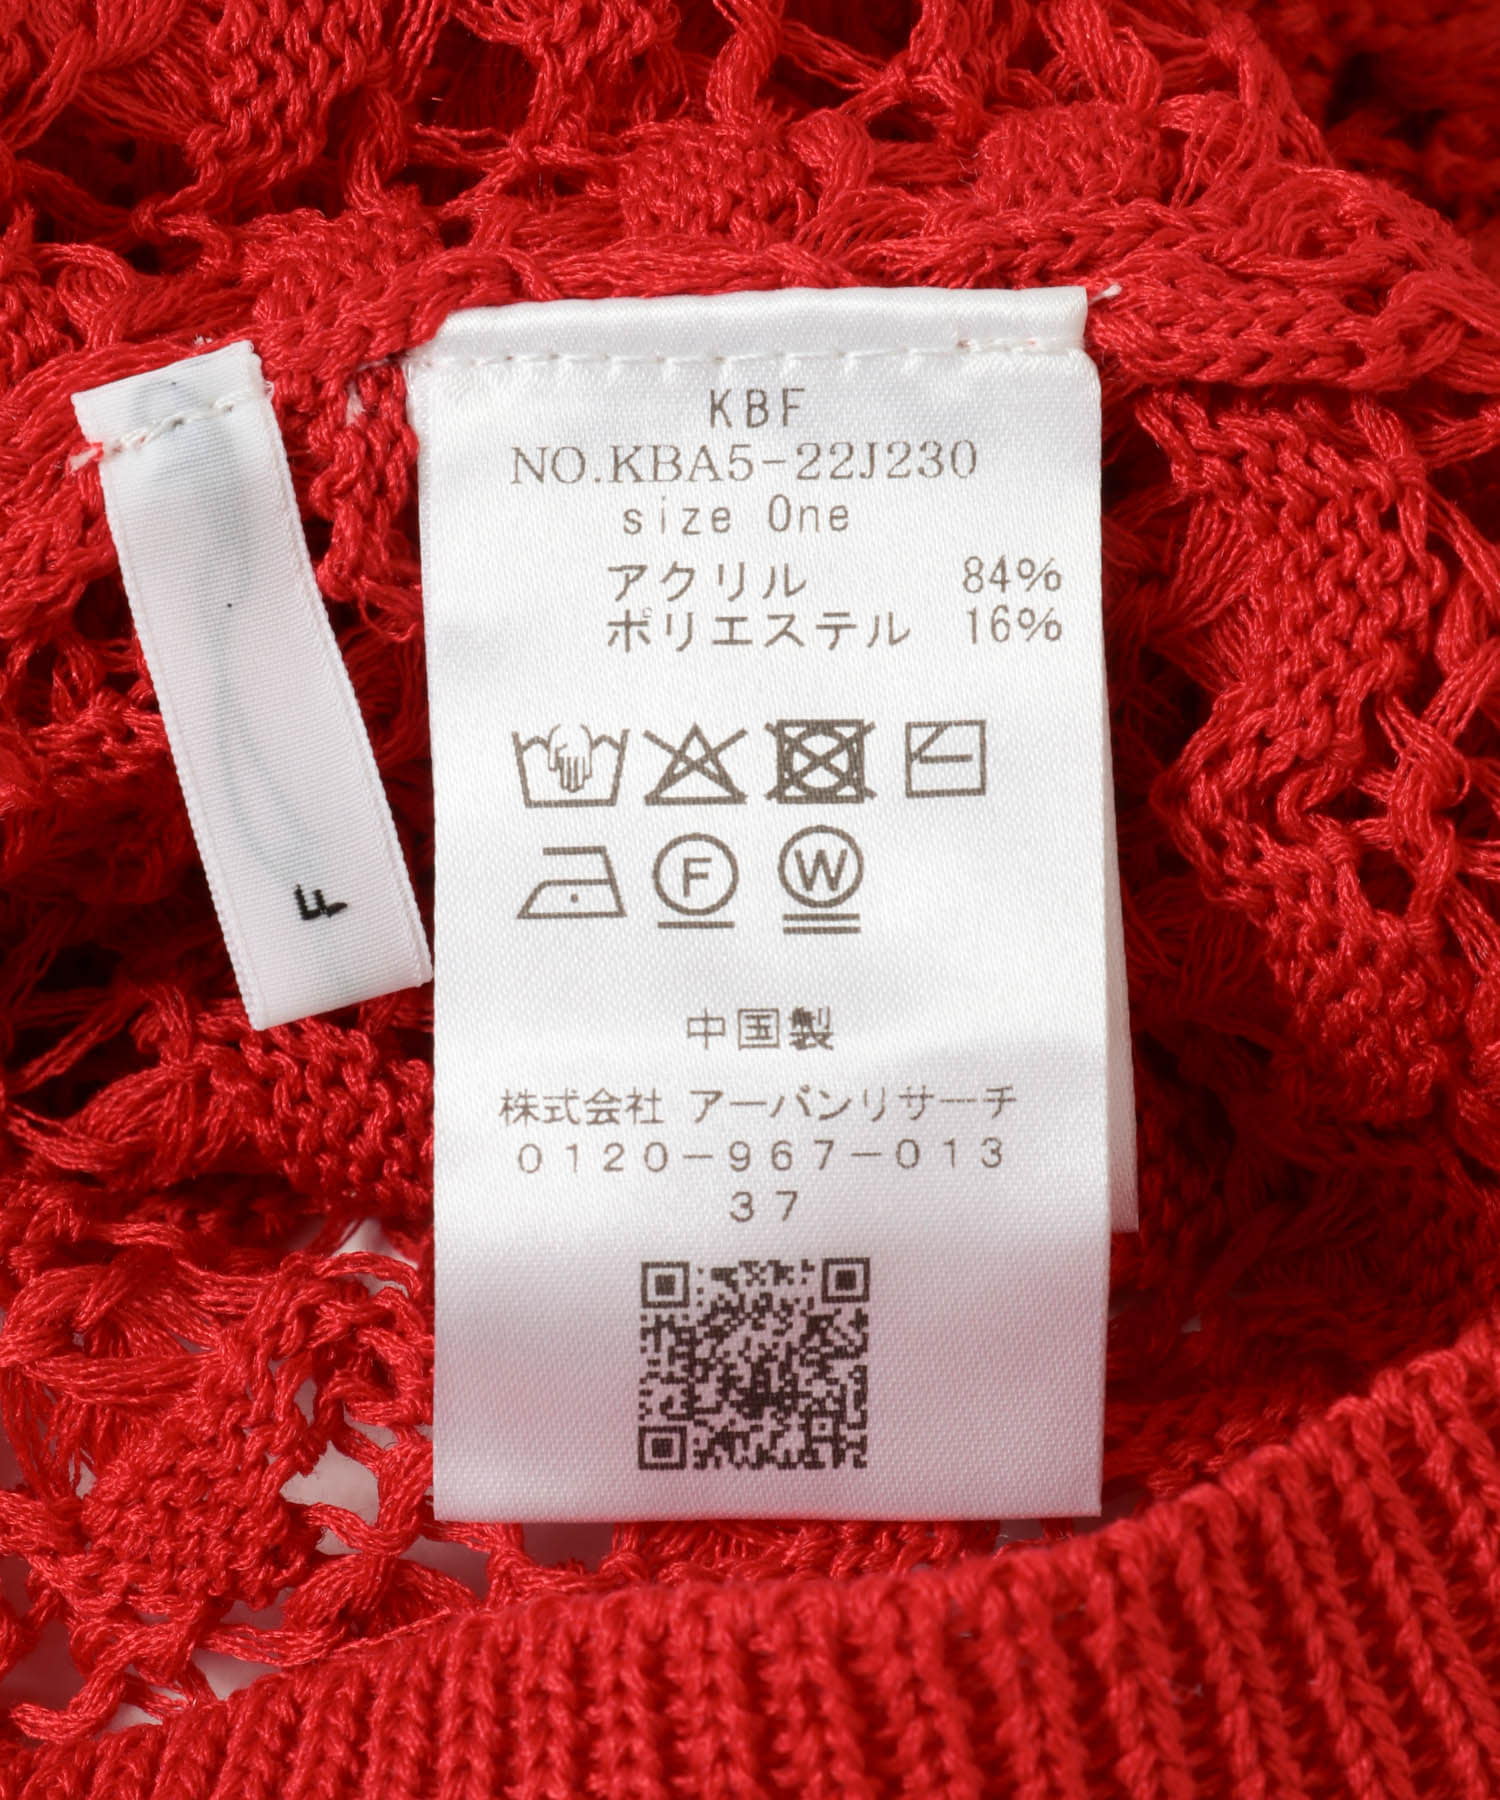 KBF
NO.KBA5-22J230
size One
アクリル 84%
ポリエステル 16%
F
W
中国製
株式会社 アーバンリサーチ
0120-967-013
37
F